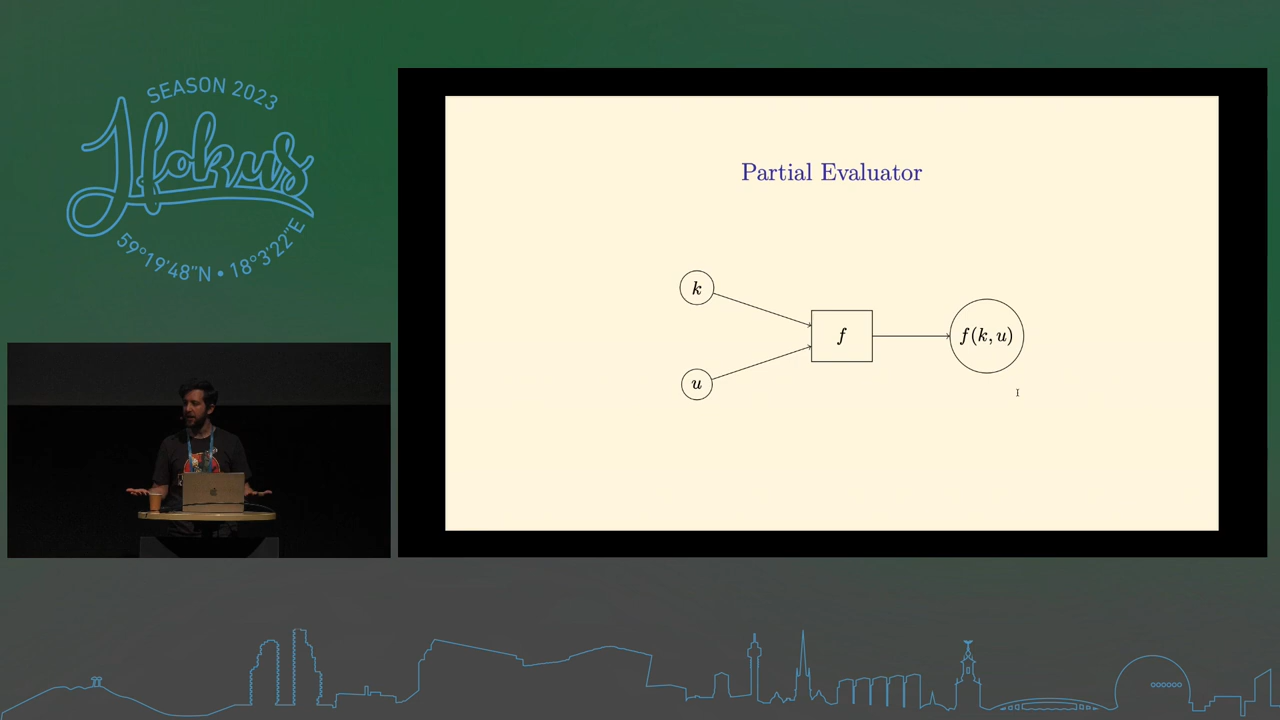 SEASON 2023
Jfokus
59°19'48"N • 18°3'22"E
Partial Evaluator
k
f
f(k, u)
u